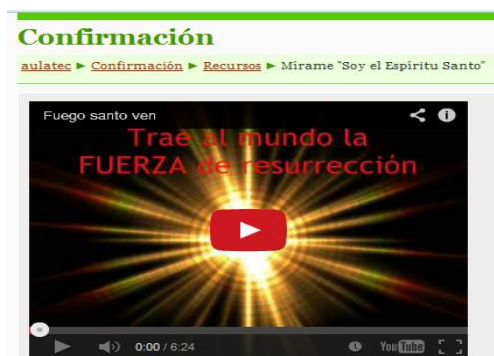 Confirmación
aulatec ► Confirmación ► Recursos ► Mírame "Soy el Espíritu Santo"
Fuego santo ven
Trae al mundo la
FUERZA de resurrección
0:00 / 6:24
YouTube